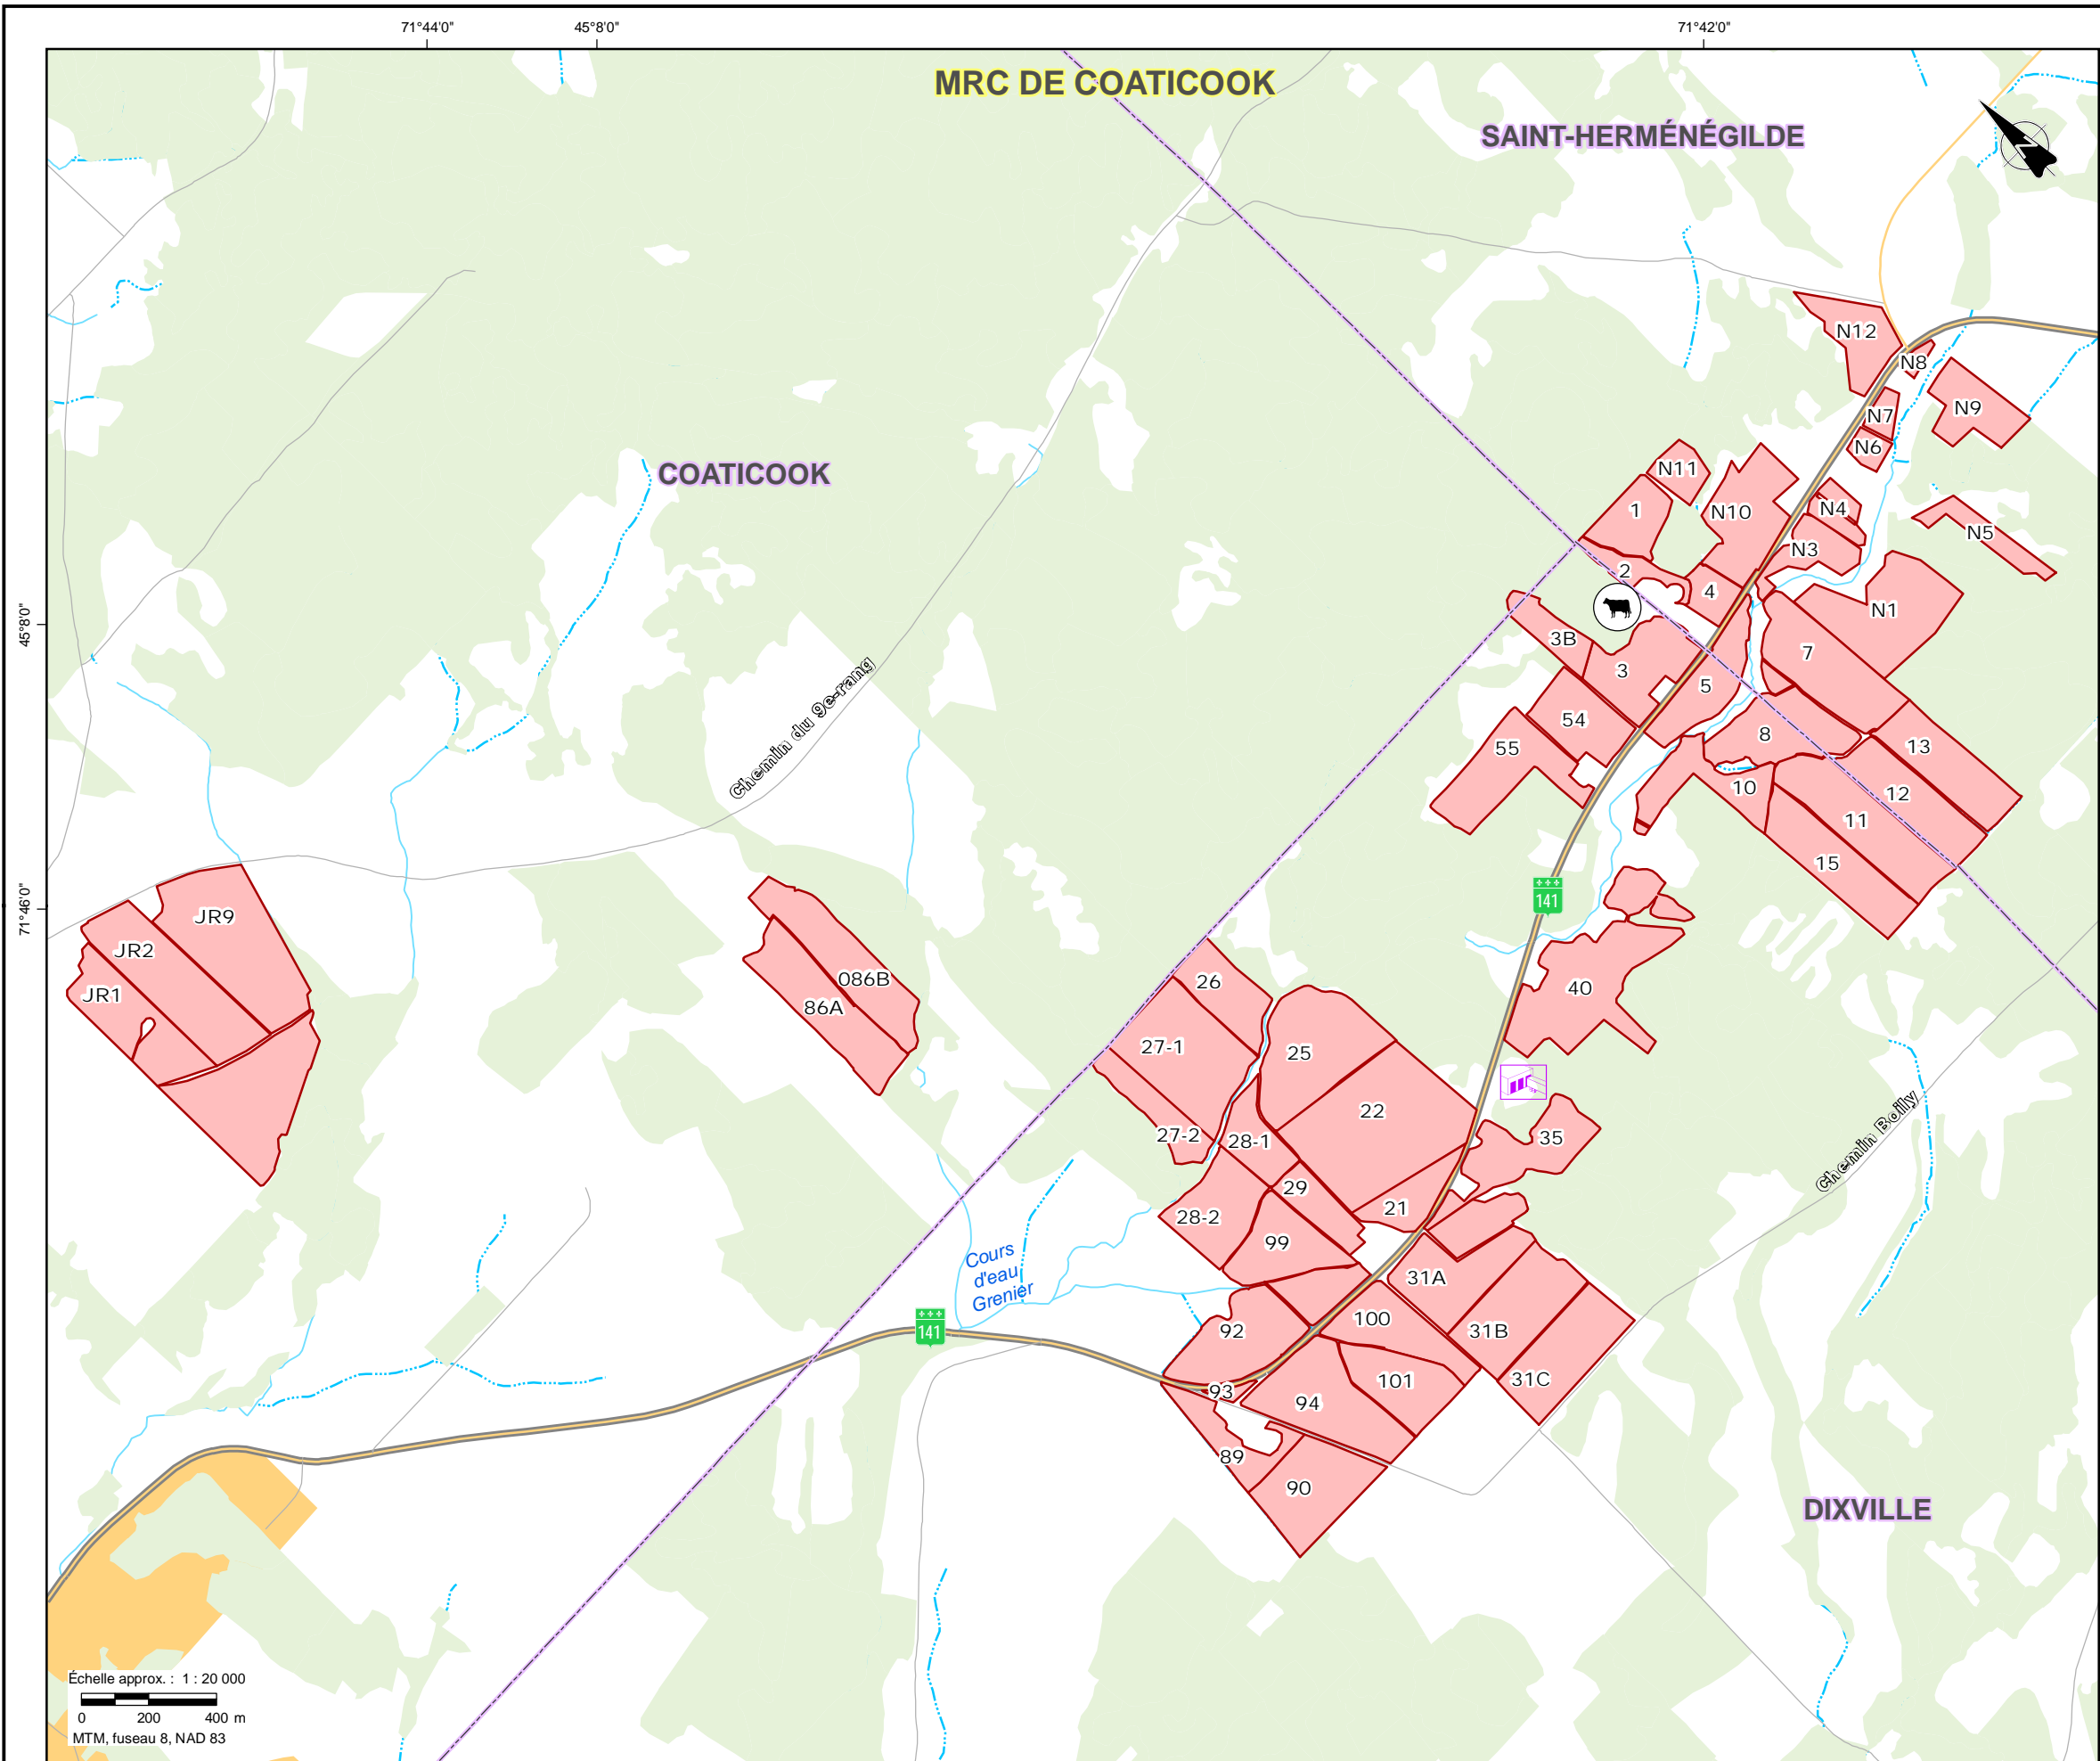 71°44'0"
45°8'0"
71°42'0"
MRC DE COATICOOK
SAINT-HERMÉNÉGILDE
N12
N8
N9
N7
N6
COATICOOK
N11
1
N10
N4
N5
N3
2
4
N1
45°8'0"
3B
3
7
5
54
8
55
13
10
12
11
15
Chemin du 9e-rang
141
71°46'0"
JR9
JR2
JR1
086B
86A
26
40
27-1
25
22
27-2
28-1
35
Chemin Boily
29
21
28-2
99
Cours
d'eau
Grenier
31A
100
92
31B
141
101
31C
93
94
89
90
DIXVILLE
Échelle approx. : 1 : 20 000
0 200 400 m
MTM, fuseau 8, NAD 83